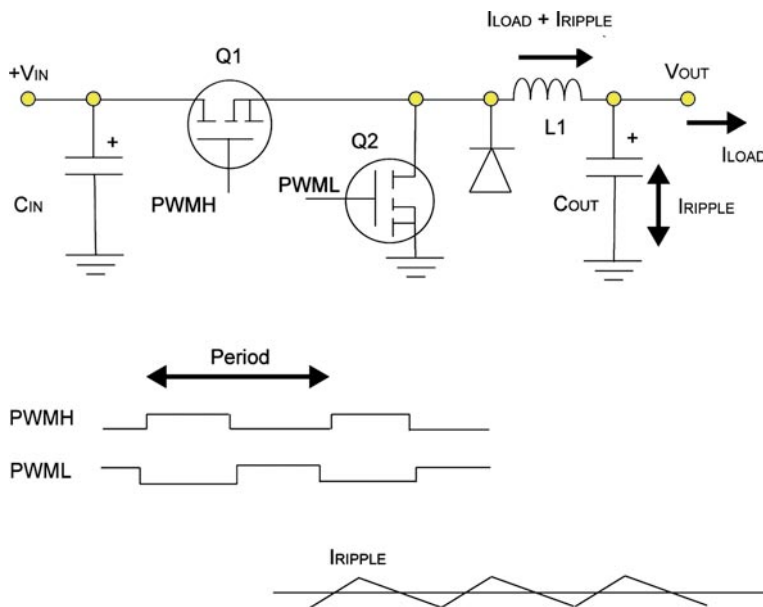 ILOAD + IRIPPLE
Q1
+VIN
VOUT
+
L1
+
Q2
ILOAD
PWML
CIN
PWMH
COUT
IRIPPLE
Period
PWMH
PWML
IRIPPLE